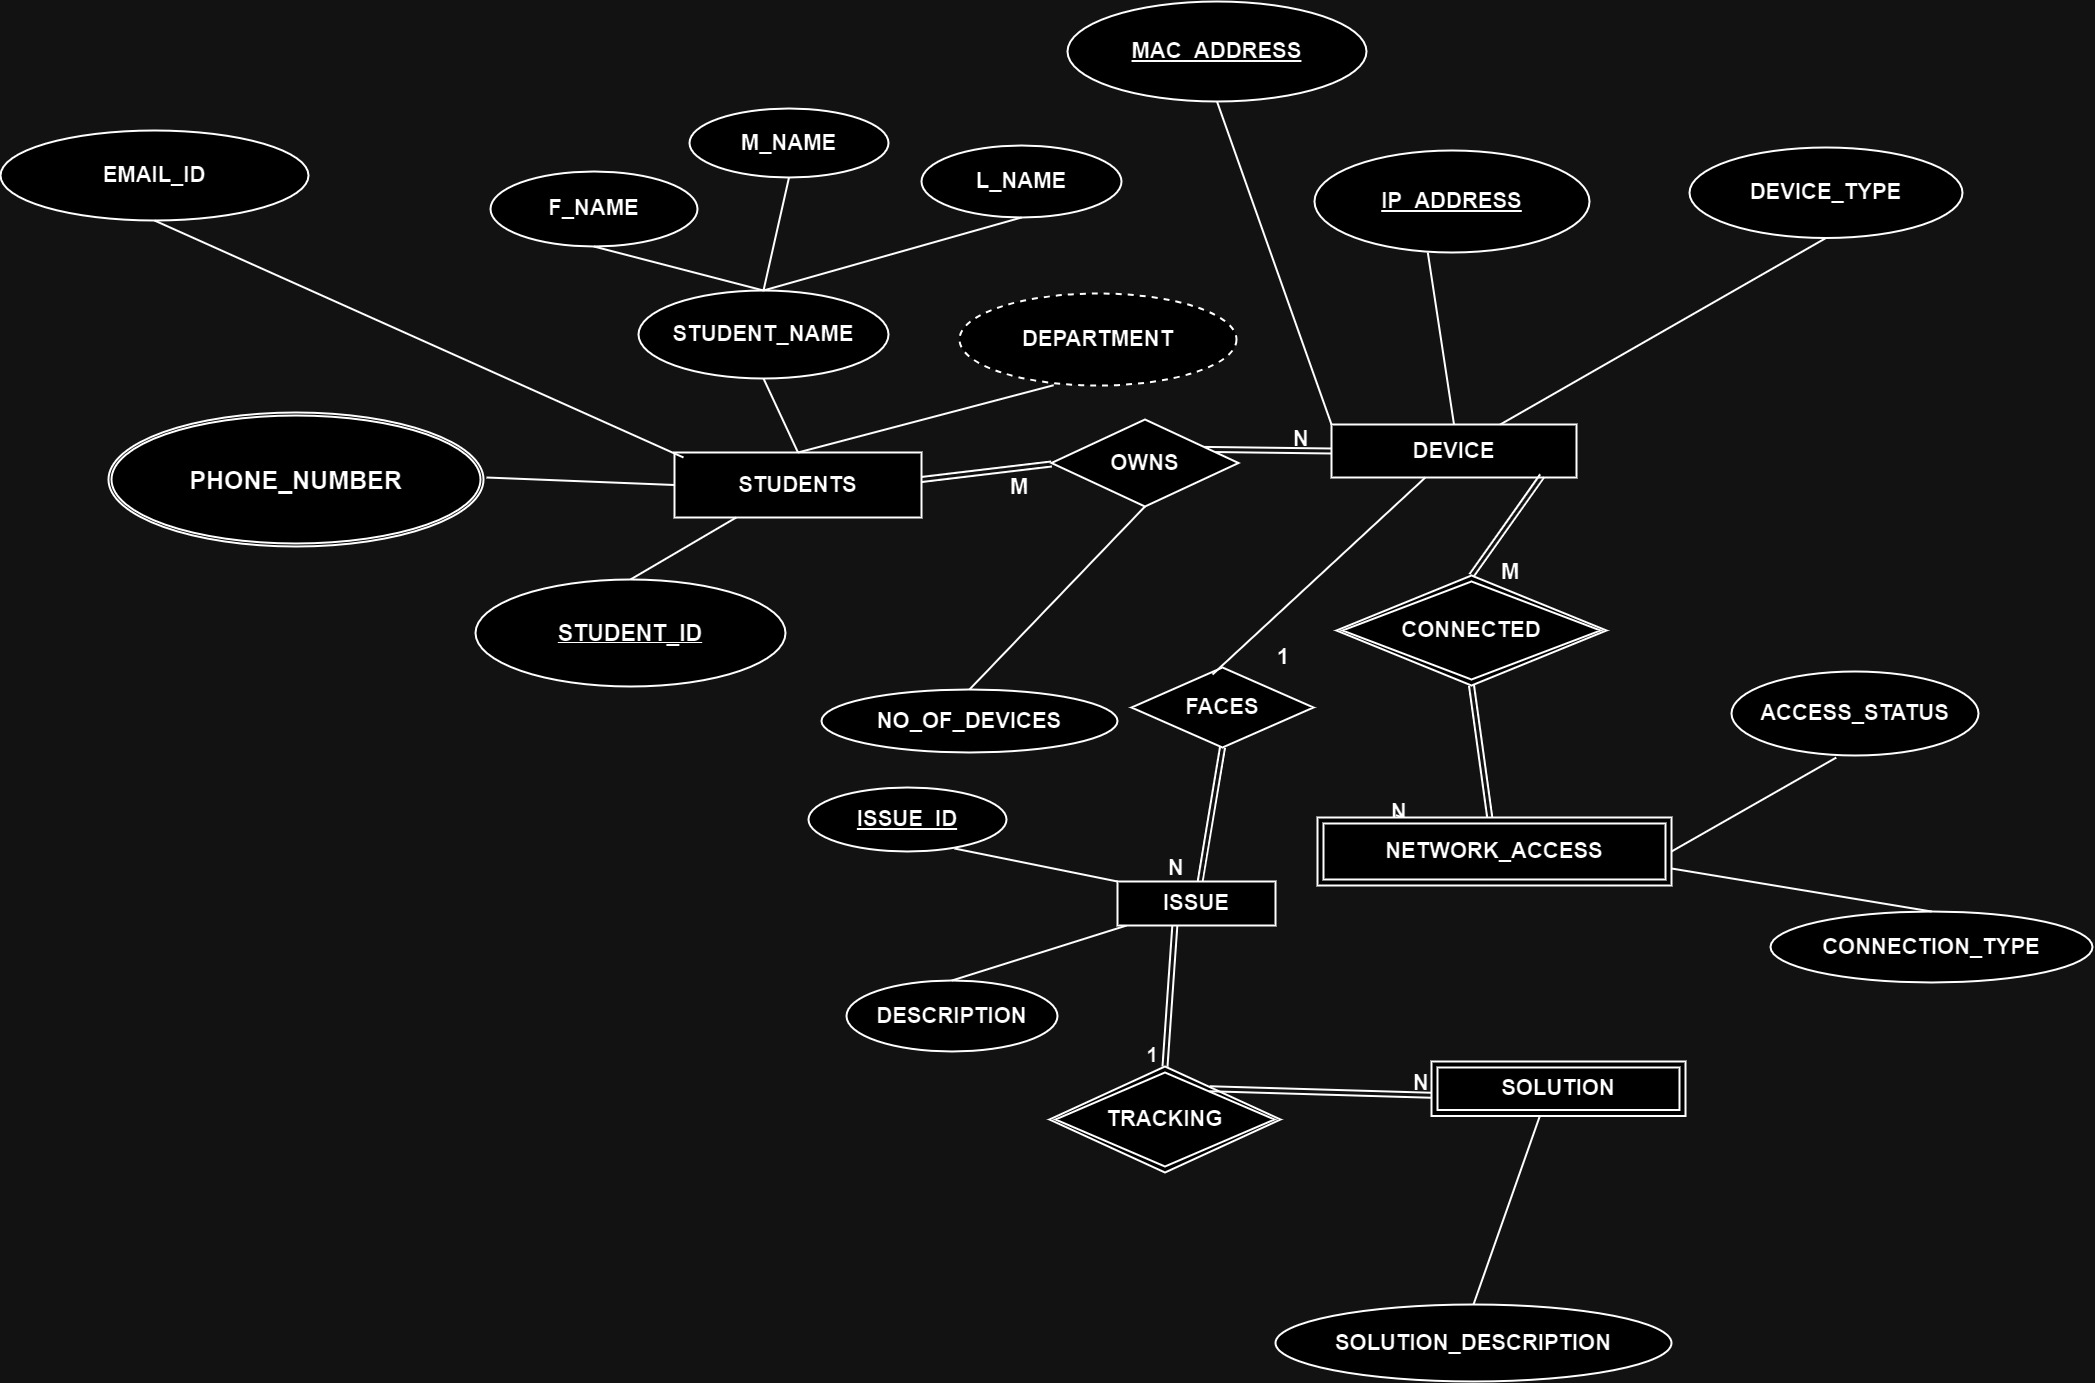 MAC_ADDRESS
M_NAME
EMAIL_ID
L_NAME
F_NAME
IP_ADDRESS
DEVICE_TYPE
STUDENT_NAME
DEPARTMENT
N
DEVICE
OWNS
PHONE_NUMBER
STUDENTS
M
M
CONNECTED
STUDENT_ID
1
FACES
ACCESS_STATUS
NO_OF_DEVICES
N
ISSUE_ID
NETWORK_ACCESS
N
ISSUE
CONNECTION_TYPE
DESCRIPTION
1
N
SOLUTION
TRACKING
SOLUTION_DESCRIPTION